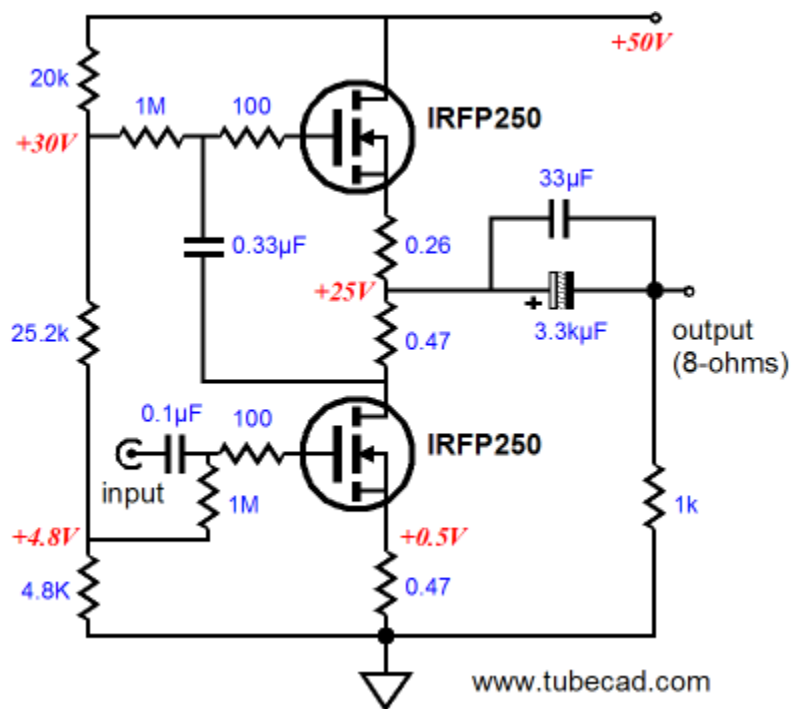 +50V
20k
1M
100
IRFP250
+30V
33µF
0.33µF
0.26
+25V
+
3.3kµF
output
(8-ohms)
25.2k
0.47
0.1µF
100
IRFP250
input
1M
1k
+4.8V
+0.5V
4.8K
0.47
www.tubecad.com